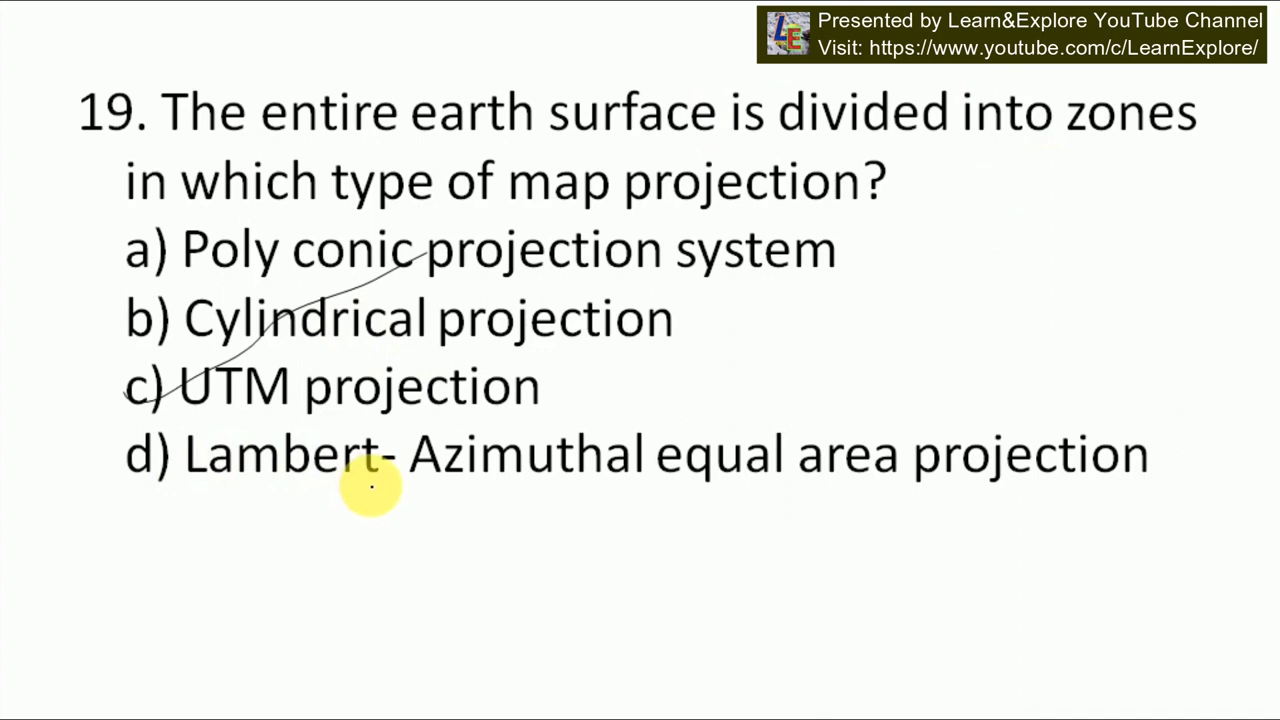 Presented by Learn&Explore YouTube Channel
Visit: https://www.youtube.com/c/LearnExplore/
LE
19. The entire earth surface is divided into zones
in which type of map projection?
a) Poly conic projection system
b) Cylindrical projection
c) UTM projection
d) Lambert- Azimuthal equal area projection